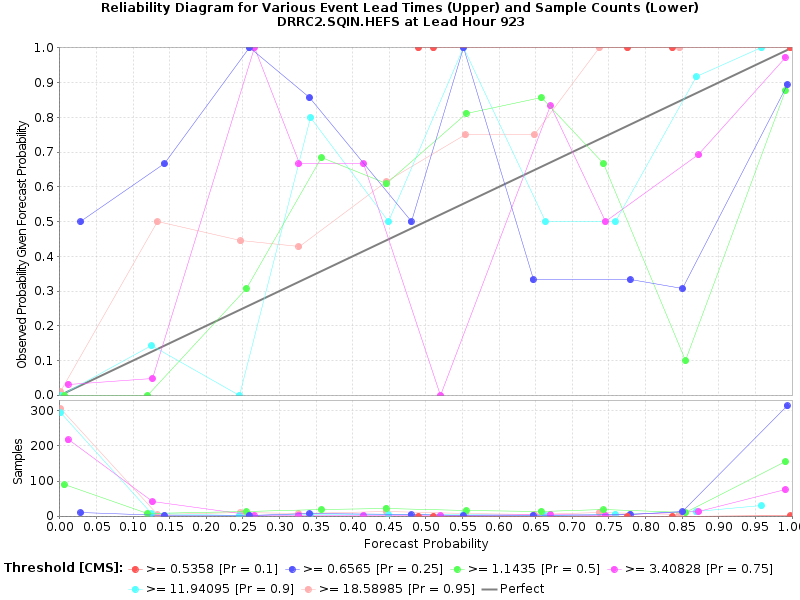 Reliability Diagram for Various Event Lead Times (Upper) and Sample Counts (Lower)
DRRC2.SQIN.HEFS at Lead Hour 923
Observed Probability Given Forecast Probability
1.0
0.9
0.8
0.7
0.6
0.5
0.4
0.3
0.2
0.1
0.0
Samples
300
200
100
0
0.00 0.05 0.10 0.15 0.20 0.25 0.30 0.35 0.40 0.45 0.50 0.55 0.60 0.65 0.70 0.75 0.80 0.85 0.90 0.95 1.0
Forecast Probability
Threshold [CMS]: >= 0.5358 [Pr = 0.1] >= 0.6565 [Pr = 0.25] >= 1.1435 [Pr = 0.5] >= 3.40828 [Pr = 0.75]
>= 11.94095 [Pr = 0.9] >= 18.58985 [Pr = 0.95] Perfect